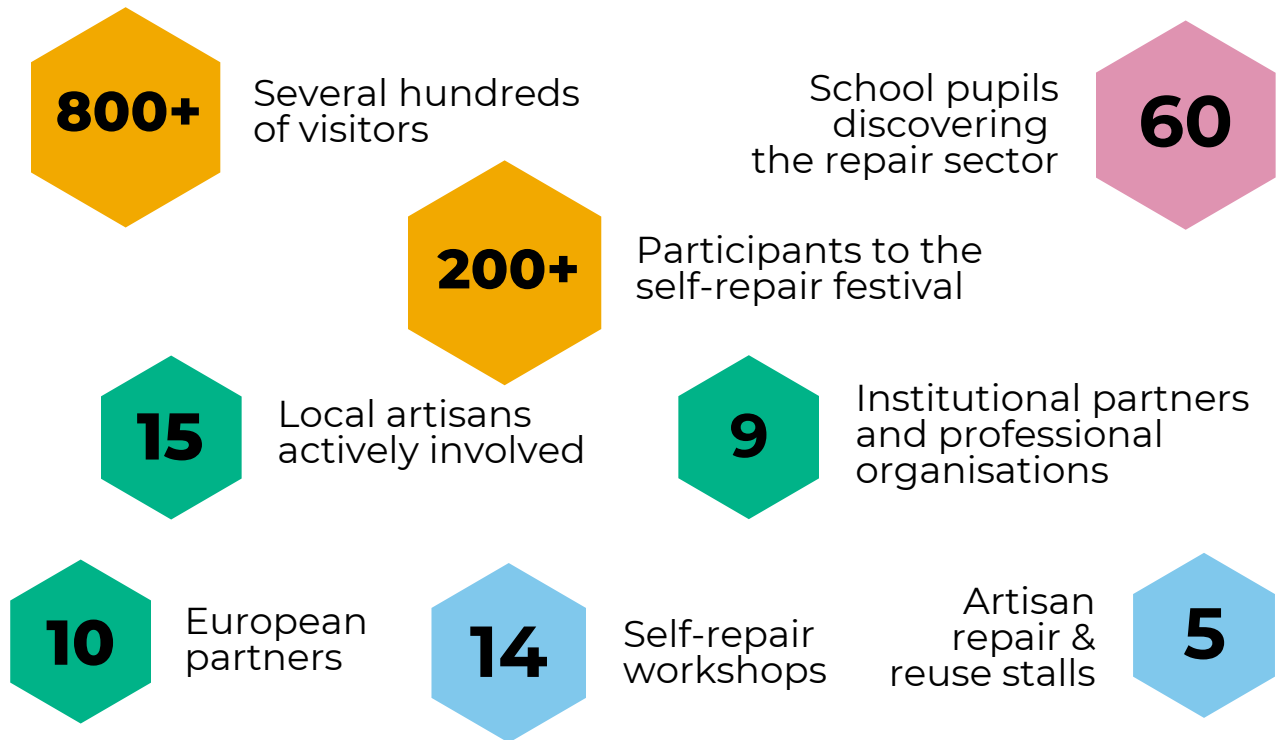 800+
Several hundreds
of visitors
60
School pupils
discovering
the repair sector
200+
Participants to the
self-repair festival
15
Local artisans
actively involved
9
Institutional partners
and professional
organisations
10
European
partners
14
Self-repair
workshops
5
Artisan
repair &
reuse stalls